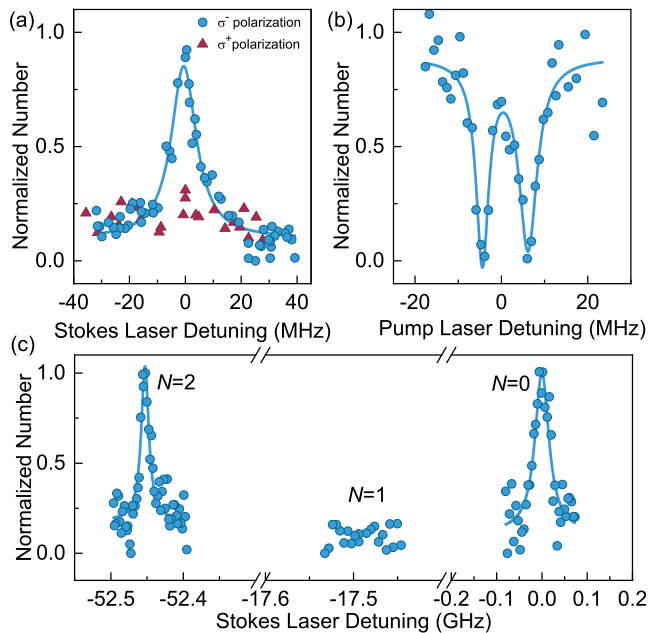 (a)
σ⁻ polarization
σ⁺ polarization
Normalized Number
1.0
0.5
0.0
-40 -20 0 20 40
Stokes Laser Detuning (MHz)
(b)
Normalized Number
1.0
0.5
0.0
-20 0 20
Pump Laser Detuning (MHz)
(c)
Normalized Number
1.0
0.5
0.0
N=2
N=1
N=0
-52.5 -52.4 -17.6 -17.5 -0.2 -0.1 0.0 0.1 0.2
Stokes Laser Detuning (GHz)